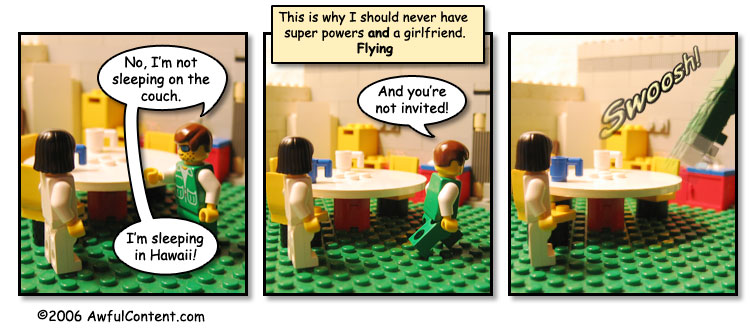 No, I'm not
sleeping on the
couch.
I'm sleeping
in Hawaii!
This is why I should never have
super powers and a girlfriend.
Flying
And you're
not invited!
Swoosh!
©2006 AwfulContent.com